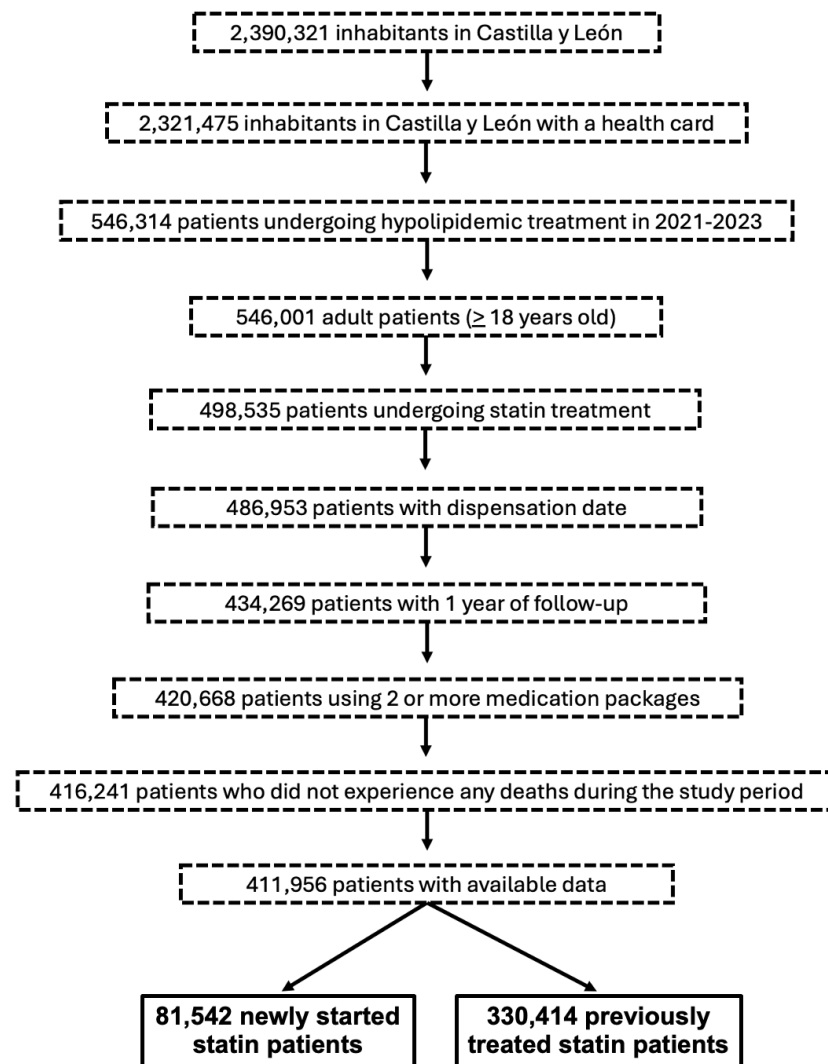 2,390,321 inhabitants in Castilla y León
2,321,475 inhabitants in Castilla y León with a health card
546,314 patients undergoing hypolipidemic treatment in 2021-2023
546,001 adult patients (≥ 18 years old)
498,535 patients undergoing statin treatment
486,953 patients with dispensation date
434,269 patients with 1 year of follow-up
420,668 patients using 2 or more medication packages
416,241 patients who did not experience any deaths during the study period
411,956 patients with available data
81,542 newly started
statin patients
330,414 previously
treated statin patients